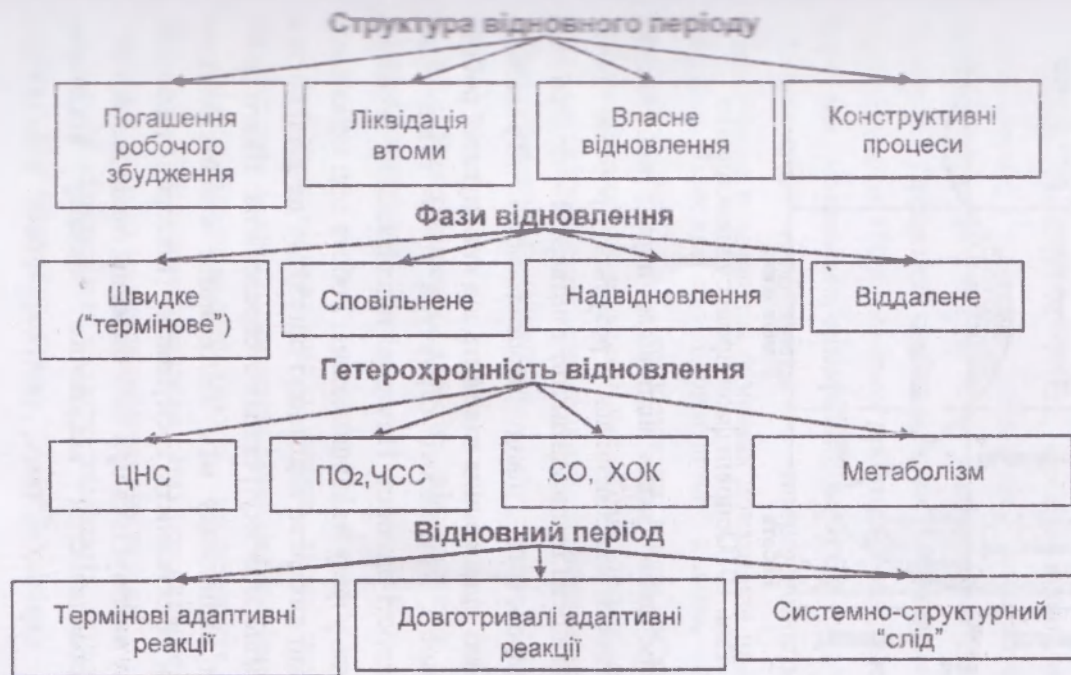 Структура відновного періоду
Погашення
робочого
збудження
Ліквідація
втоми
Власне
відновлення
Конструктивні
процеси
Фази відновлення
Швидке
(“термінове”)
Сповільнене
Надвідновлення
Віддалене
Гетерохронність відновлення
ЦНС
ПО₂,ЧСС
СО, ХОК
Метаболізм
Відновний період
Термінові адаптивні
реакції
Довготривалі адаптивні
реакції
Системно-структурний
“слід”